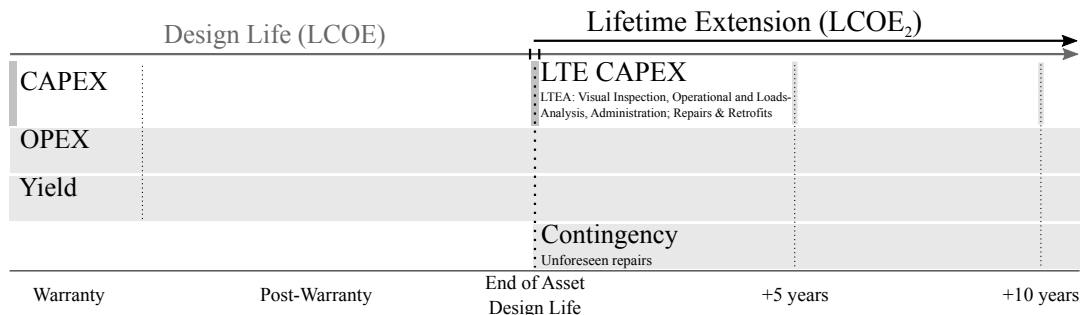 Design Life (LCOE)
Lifetime Extension (LCOE₂)
CAPEX
LTE CAPEX
LTEA: Visual Inspection, Operational and Loads-
Analysis, Administration; Repairs & Retrofits
OPEX
Yield
Contingency
Unforeseen repairs
Warranty
Post-Warranty
End of Asset
Design Life
+5 years
+10 years